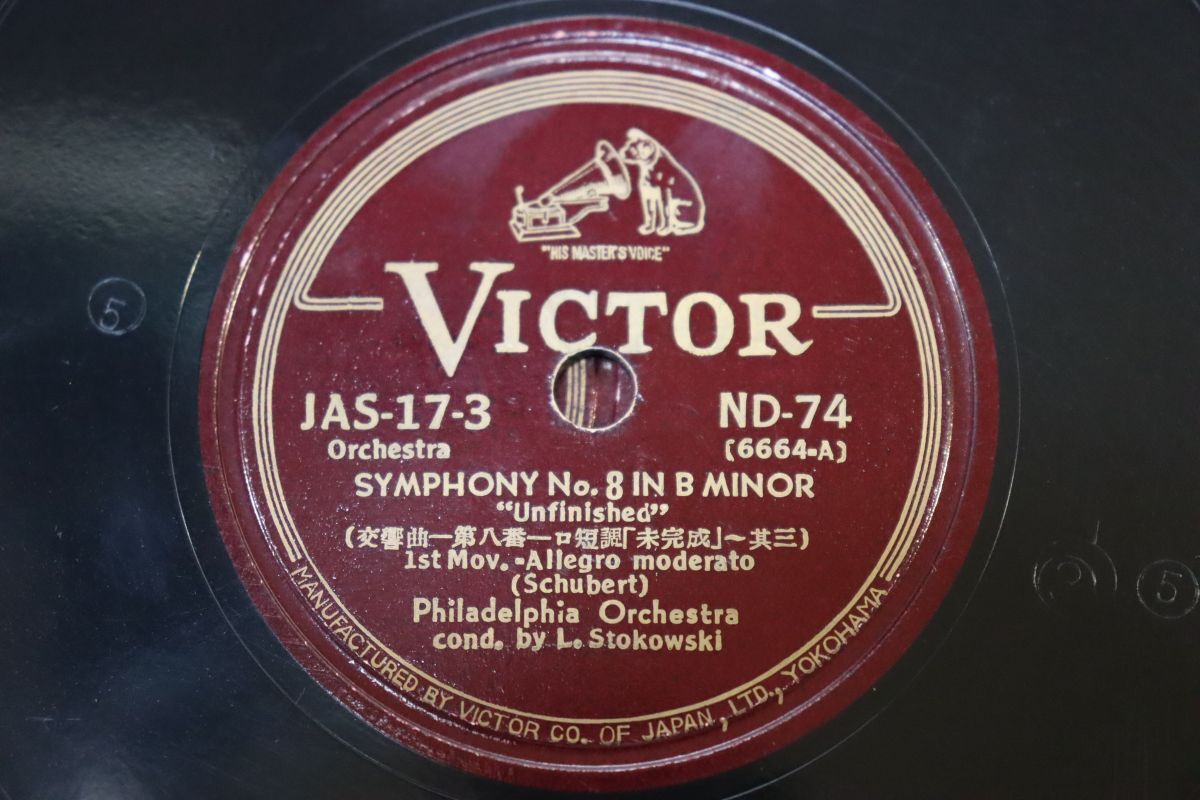 "HIS MASTER'S VOICE"
VICTOR
JAS-17-3
ND-74
Orchestra
[6664-A]
SYMPHONY No. 8 IN B MINOR
"Unfinished"
(交響曲—第八番—ロ短調「未完成」〜其三)
1st Mov. -Allegro moderato
(Schubert)
Philadelphia Orchestra
cond. by L. Stokowski
MANUFACTURED BY VICTOR CO. OF JAPAN, LTD., YOKOHAMA
5
5